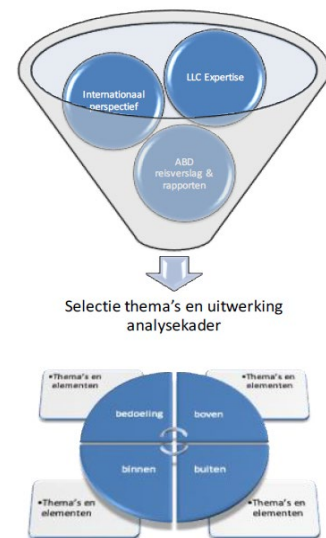 LLC Expertise
Internationaal
perspectief
ABD
reisverslag &
rapporten
Selectie thema's en uitwerking
analysekader
•Thema's en
elementen
•Thema's en
elementen
bedoeling
boven
binnen
buiten
•Thema's en
elementen
•Thema's en
elementen